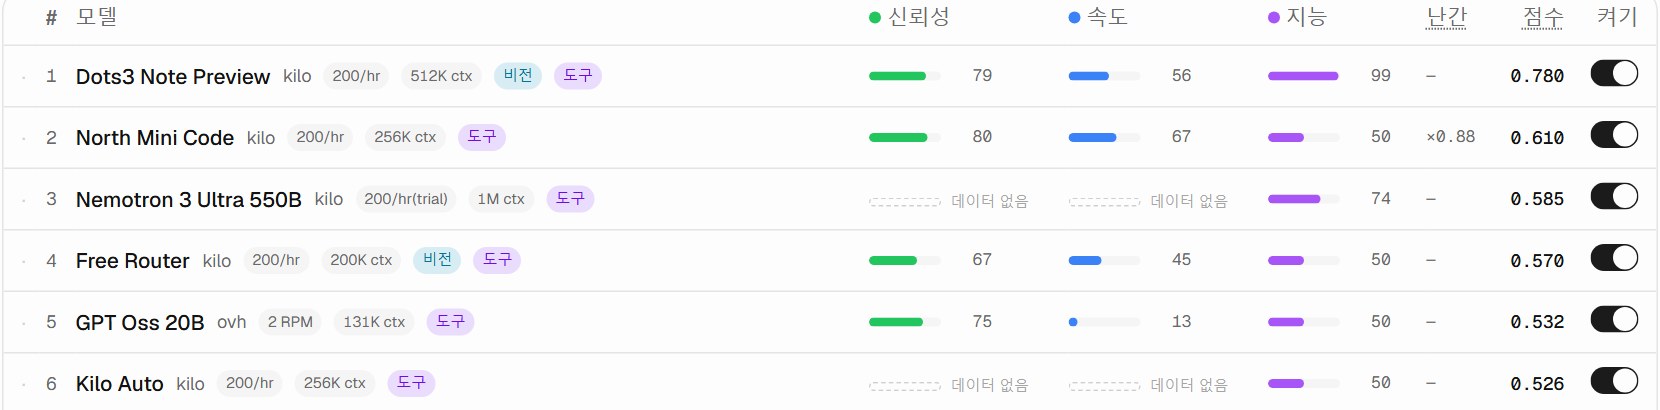 # 모델 신뢰성 속도 지능 난간 점수 켜기
1 Dots3 Note Preview kilo 200/hr 512K ctx 비전 도구 79 56 99 – 0.780
2 North Mini Code kilo 200/hr 256K ctx 도구 80 67 50 ×0.88 0.610
3 Nemotron 3 Ultra 550B kilo 200/hr(trial) 1M ctx 도구 데이터 없음 데이터 없음 74 – 0.585
4 Free Router kilo 200/hr 200K ctx 비전 도구 67 45 50 – 0.570
5 GPT Oss 20B ovh 2 RPM 131K ctx 도구 75 13 50 – 0.532
6 Kilo Auto kilo 200/hr 256K ctx 도구 데이터 없음 데이터 없음 50 – 0.526